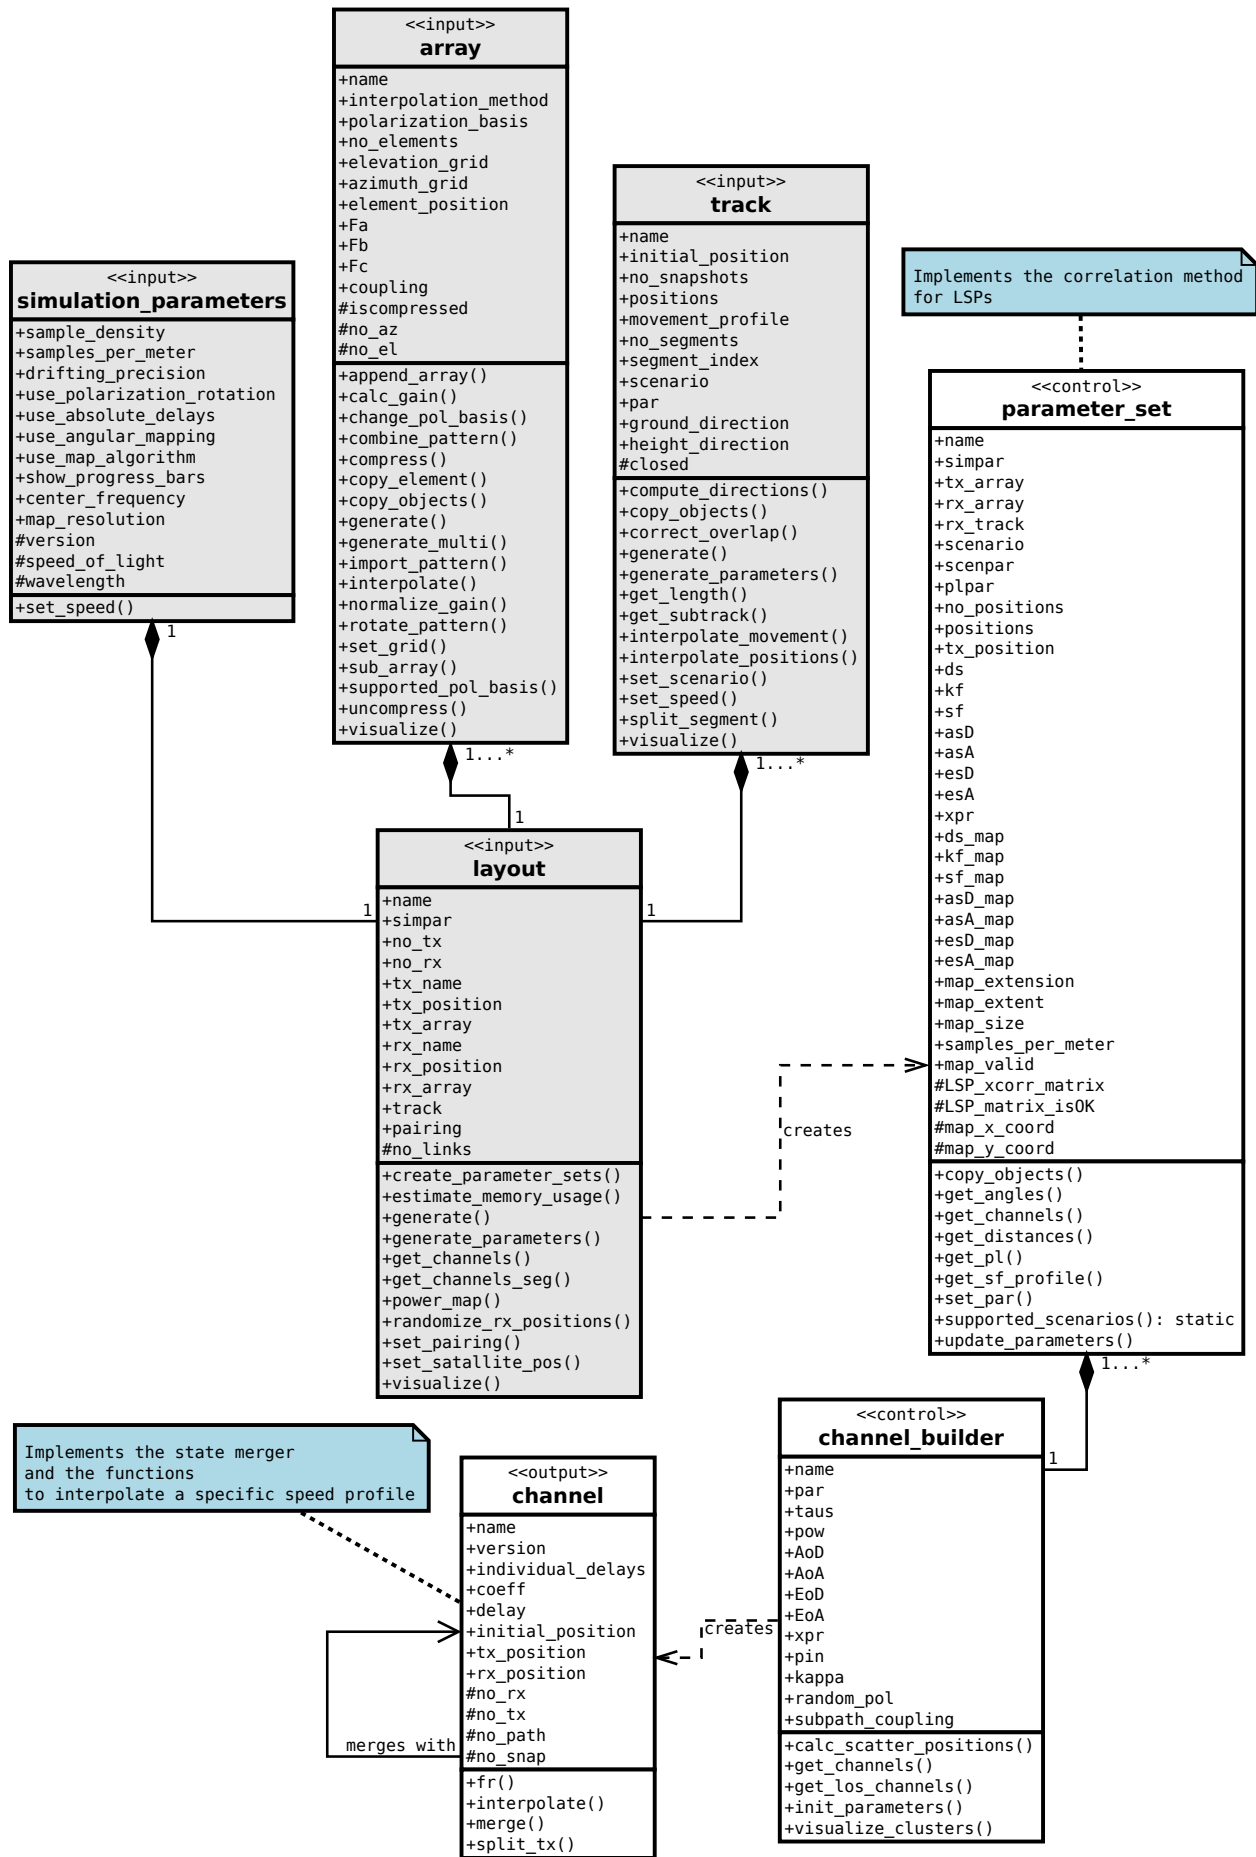 <<input>>
array
+name
+interpolation_method
+polarization_basis
+no_elements
+elevation_grid
+azimuth_grid
+element_position
+Fa
+Fb
+Fc
+coupling
#iscompressed
#no_az
#no_el
+append_array()
+calc_gain()
+change_pol_basis()
+combine_pattern()
+compress()
+copy_element()
+copy_objects()
+generate()
+generate_multi()
+import_pattern()
+interpolate()
+normalize_gain()
+rotate_pattern()
+set_grid()
+sub_array()
+supported_pol_basis()
+uncompress()
+visualize()
1...*
1
<<input>>
track
+name
+initial_position
+no_snapshots
+positions
+movement_profile
+no_segments
+segment_index
+scenario
+par
+ground_direction
+height_direction
#closed
+compute_directions()
+copy_objects()
+correct_overlap()
+generate()
+generate_parameters()
+get_length()
+get_subtrack()
+interpolate_movement()
+interpolate_positions()
+set_scenario()
+set_speed()
+split_segment()
+visualize()
1...*
1
<<input>>
simulation_parameters
+sample_density
+samples_per_meter
+drifting_precision
+use_polarization_rotation
+use_absolute_delays
+use_angular_mapping
+use_map_algorithm
+show_progress_bars
+center_frequency
+map_resolution
#version
#speed_of_light
#wavelength
+set_speed()
1
1
Implements the correlation method
for LSPs
<<control>>
parameter_set
+name
+simpar
+tx_array
+rx_array
+rx_track
+scenario
+scenpar
+plpar
+no_positions
+positions
+tx_position
+ds
+kf
+sf
+asD
+asA
+esD
+esA
+xpr
+ds_map
+kf_map
+sf_map
+asD_map
+asA_map
+esD_map
+esA_map
+map_extension
+map_extent
+map_size
+samples_per_meter
+map_valid
#LSP_xcorr_matrix
#LSP_matrix_isOK
#map_x_coord
#map_y_coord
+copy_objects()
+get_angles()
+get_channels()
+get_distances()
+get_pl()
+get_sf_profile()
+set_par()
+supported_scenarios(): static
+update_parameters()
1...*
1
<<input>>
layout
+name
+simpar
+no_tx
+no_rx
+tx_name
+tx_position
+tx_array
+rx_name
+rx_position
+rx_array
+track
+pairing
#no_links
+create_parameter_sets()
+estimate_memory_usage()
+generate()
+generate_parameters()
+get_channels()
+get_channels_seg()
+power_map()
+randomize_rx_positions()
+set_pairing()
+set_satallite_pos()
+visualize()
creates
<<control>>
channel_builder
+name
+par
+taus
+pow
+AoD
+AoA
+EoD
+EoA
+xpr
+pin
+kappa
+random_pol
+subpath_coupling
+calc_scatter_positions()
+get_channels()
+get_los_channels()
+init_parameters()
+visualize_clusters()
creates
Implements the state merger
and the functions
to interpolate a specific speed profile
<<output>>
channel
+name
+version
+individual_delays
+coeff
+delay
+initial_position
+tx_position
+rx_position
#no_rx
#no_tx
#no_path
#no_snap
+fr()
+interpolate()
+merge()
+split_tx()
merges with